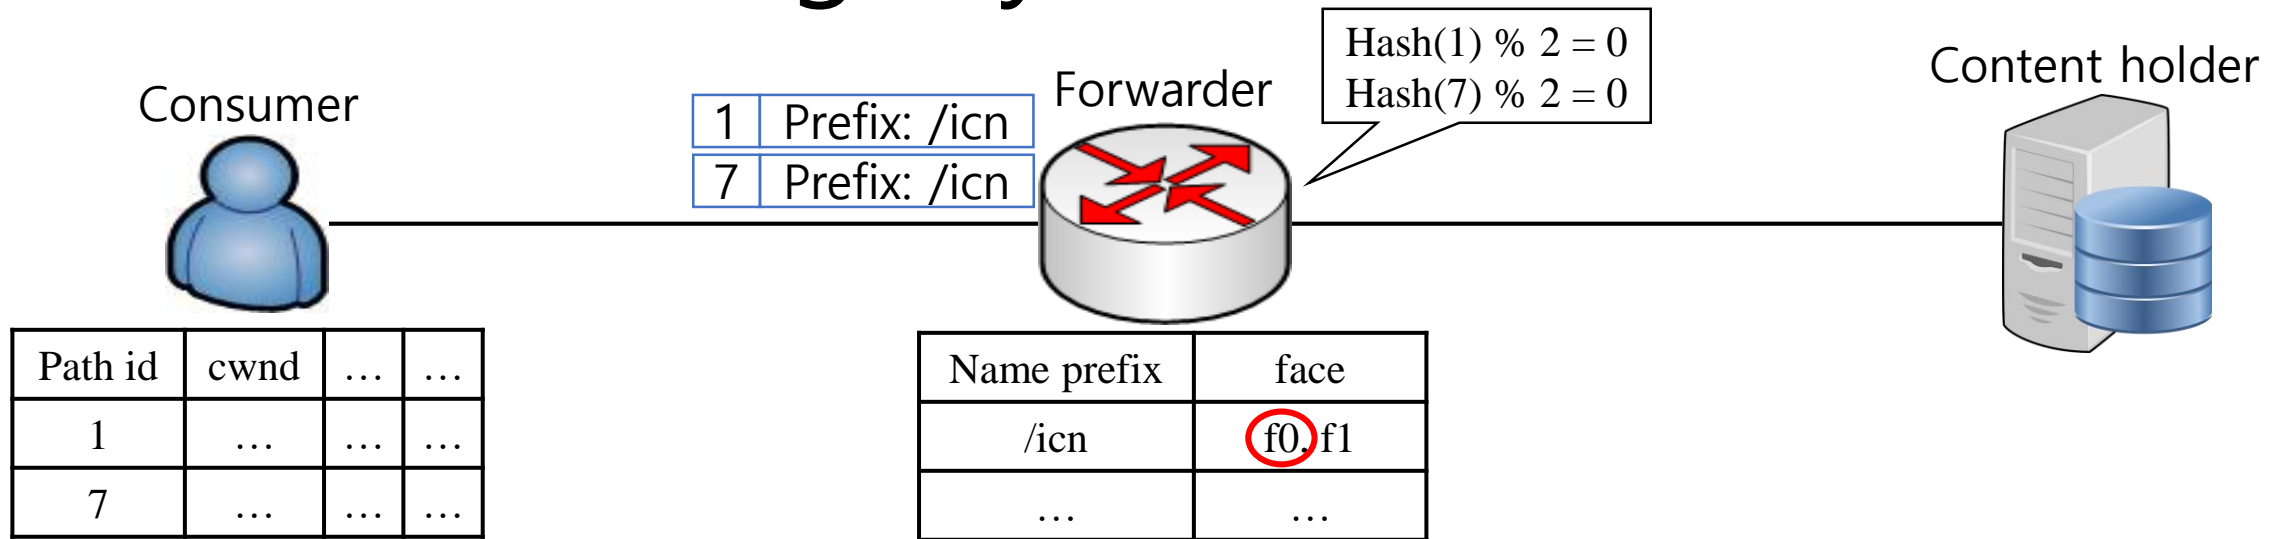 Hash(1) % 2 = 0
Hash(7) % 2 = 0
Consumer
Forwarder
Content holder
1 Prefix: /icn
7 Prefix: /icn
Path id cwnd … …
1 … … …
7 … … …
Name prefix face
/icn f0, f1
… …